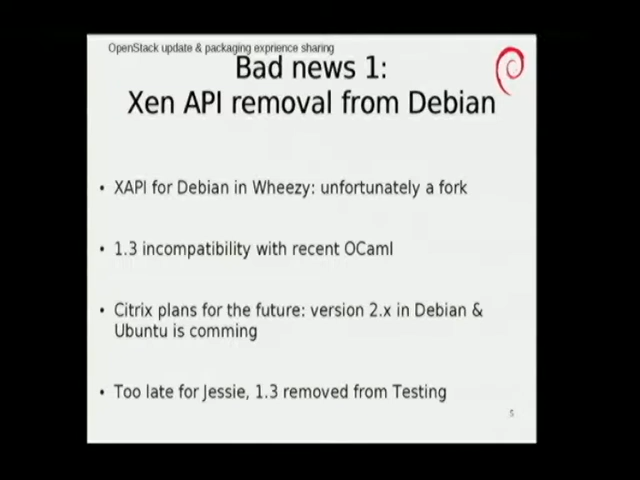 OpenStack update & packaging exprience sharing
Bad news 1:
Xen API removal from Debian
• XAPI for Debian in Wheezy: unfortunately a fork
• 1.3 incompatibility with recent OCaml
• Citrix plans for the future: version 2.x in Debian &
Ubuntu is comming
• Too late for Jessie, 1.3 removed from Testing
5